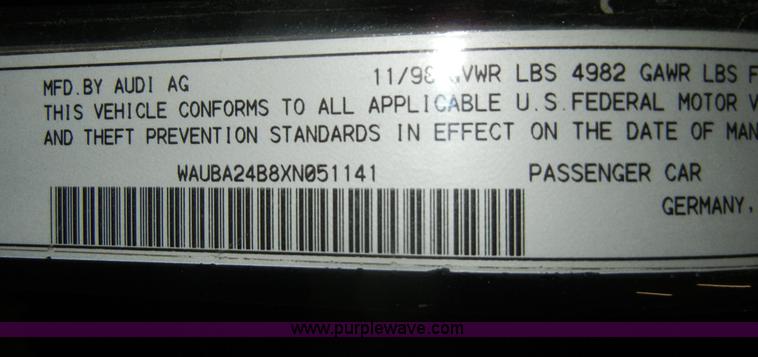 MFD.BY AUDI AG 11/98 GVWR LBS 4982 GAWR LBS F
THIS VEHICLE CONFORMS TO ALL APPLICABLE U.S.FEDERAL MOTOR V
AND THEFT PREVENTION STANDARDS IN EFFECT ON THE DATE OF MAN
WAUBA24B8XN051141 PASSENGER CAR
GERMANY,
www.purplewave.com